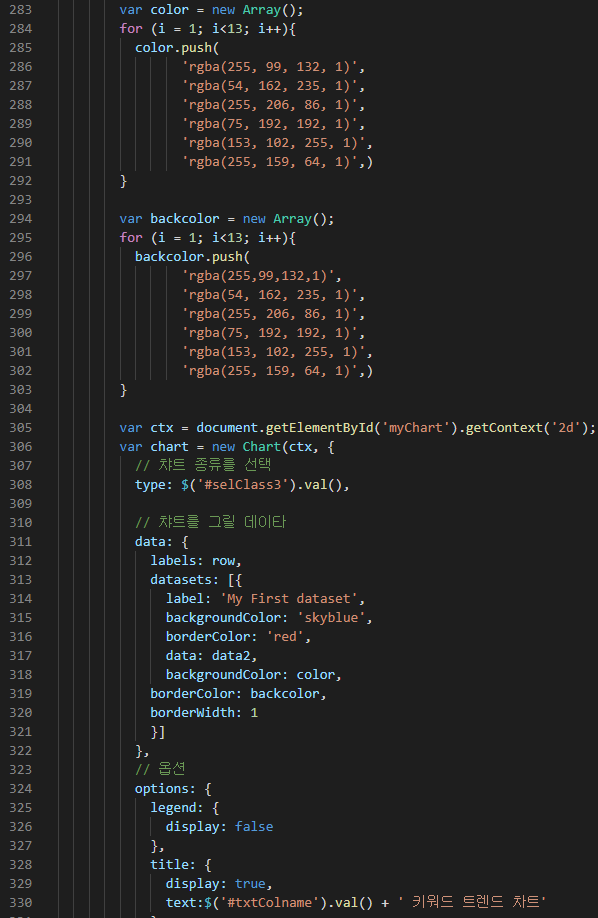 283 var color = new Array();
284 for (i = 1; i<13; i++){
285 color.push(
286 'rgba(255, 99, 132, 1)',
287 'rgba(54, 162, 235, 1)',
288 'rgba(255, 206, 86, 1)',
289 'rgba(75, 192, 192, 1)',
290 'rgba(153, 102, 255, 1)',
291 'rgba(255, 159, 64, 1)',)
292 }
293
294 var backcolor = new Array();
295 for (i = 1; i<13; i++){
296 backcolor.push(
297 'rgba(255,99,132,1)',
298 'rgba(54, 162, 235, 1)',
299 'rgba(255, 206, 86, 1)',
300 'rgba(75, 192, 192, 1)',
301 'rgba(153, 102, 255, 1)',
302 'rgba(255, 159, 64, 1)',)
303 }
304
305 var ctx = document.getElementById('myChart').getContext('2d');
306 var chart = new Chart(ctx, {
307 // 챠트 종류를 선택
308 type: $('#selClass3').val(),
309
310 // 챠트를 그릴 데이타
311 data: {
312 labels: row,
313 datasets: [{
314 label: 'My First dataset',
315 backgroundColor: 'skyblue',
316 borderColor: 'red',
317 data: data2,
318 backgroundColor: color,
319 borderColor: backcolor,
320 borderWidth: 1
321 }]
322 },
323 // 옵션
324 options: {
325 legend: {
326 display: false
327 },
328 title: {
329 display: true,
330 text:$('#txtColname').val() + ' 키워드 트렌드 차트'